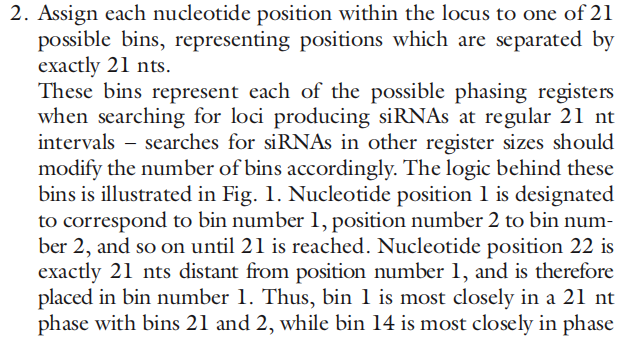 2. Assign each nucleotide position within the locus to one of 21
possible bins, representing positions which are separated by
exactly 21 nts.
These bins represent each of the possible phasing registers
when searching for loci producing siRNAs at regular 21 nt
intervals – searches for siRNAs in other register sizes should
modify the number of bins accordingly. The logic behind these
bins is illustrated in Fig. 1. Nucleotide position 1 is designated
to correspond to bin number 1, position number 2 to bin num-
ber 2, and so on until 21 is reached. Nucleotide position 22 is
exactly 21 nts distant from position number 1, and is therefore
placed in bin number 1. Thus, bin 1 is most closely in a 21 nt
phase with bins 21 and 2, while bin 14 is most closely in phase